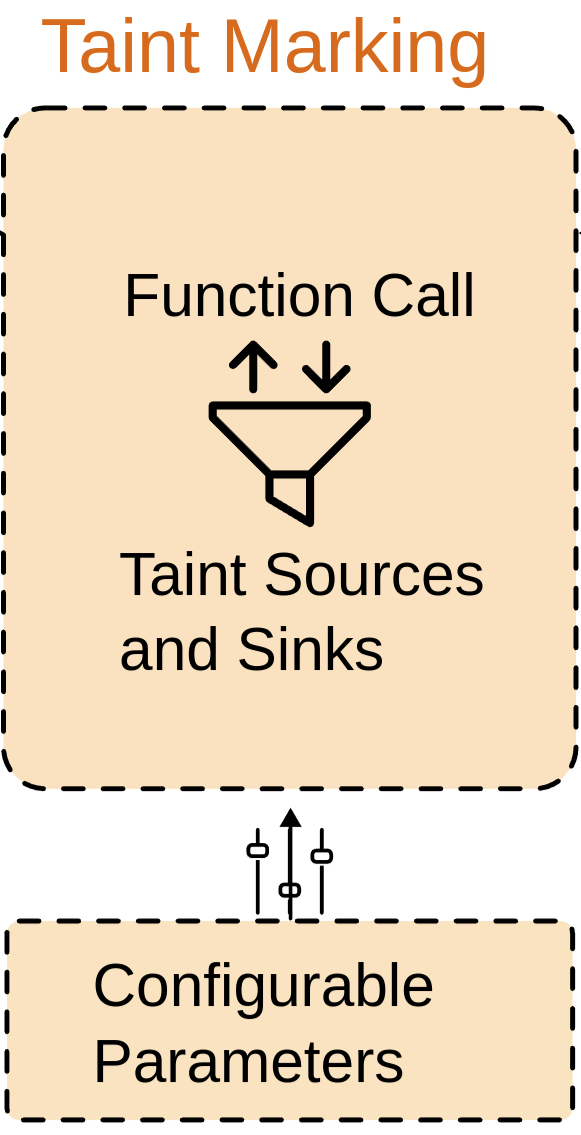 Taint Marking
Function Call
Taint Sources
and Sinks
Configurable
Parameters